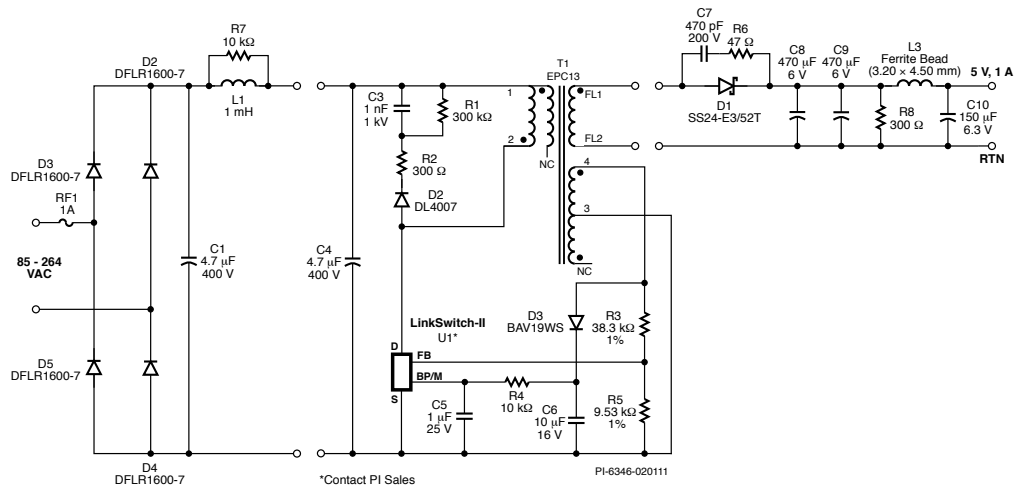 R7
10 kΩ
D2
DFLR1600-7
L1
1 mH
D3
DFLR1600-7
RF1
1A
85 - 264
VAC
C1
4.7 µF
400 V
D5
DFLR1600-7
D4
DFLR1600-7
C3
1 nF
1 kV
R1
300 kΩ
R2
300 Ω
D2
DL4007
C4
4.7 µF
400 V
LinkSwitch-II
U1*
D
FB
BP/M
S
C5
1 µF
25 V
R4
10 kΩ
C6
10 µF
16 V
*Contact PI Sales
T1
EPC13
1
2
NC
FL1
FL2
4
3
NC
D3
BAV19WS
R3
38.3 kΩ
1%
R5
9.53 kΩ
1%
C7
470 pF
200 V
R6
47 Ω
D1
SS24-E3/52T
C8
470 µF
6 V
C9
470 µF
6 V
L3
Ferrite Bead
(3.20 × 4.50 mm)
5 V, 1 A
R8
300 Ω
C10
150 µF
6.3 V
RTN
PI-6346-020111